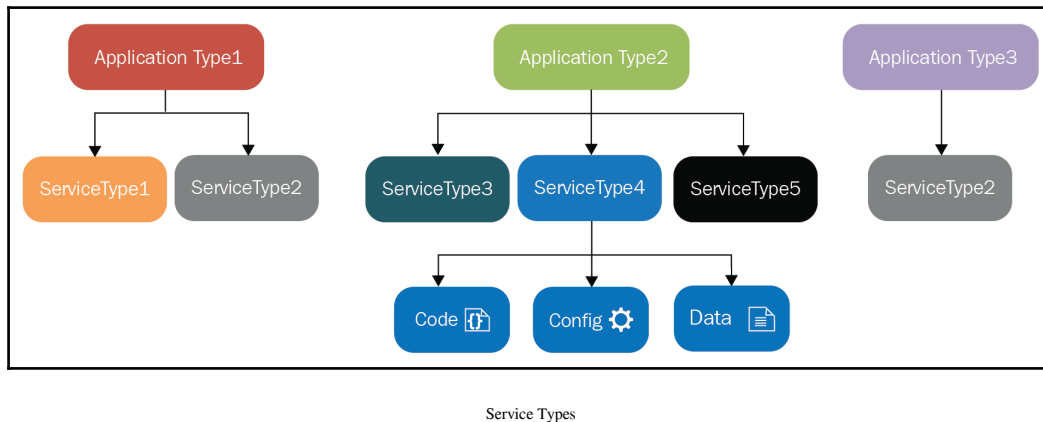 Application Type1
Application Type2
Application Type3
ServiceType1
ServiceType2
ServiceType3
ServiceType4
ServiceType5
ServiceType2
Code {}
Config
Data
Service Types